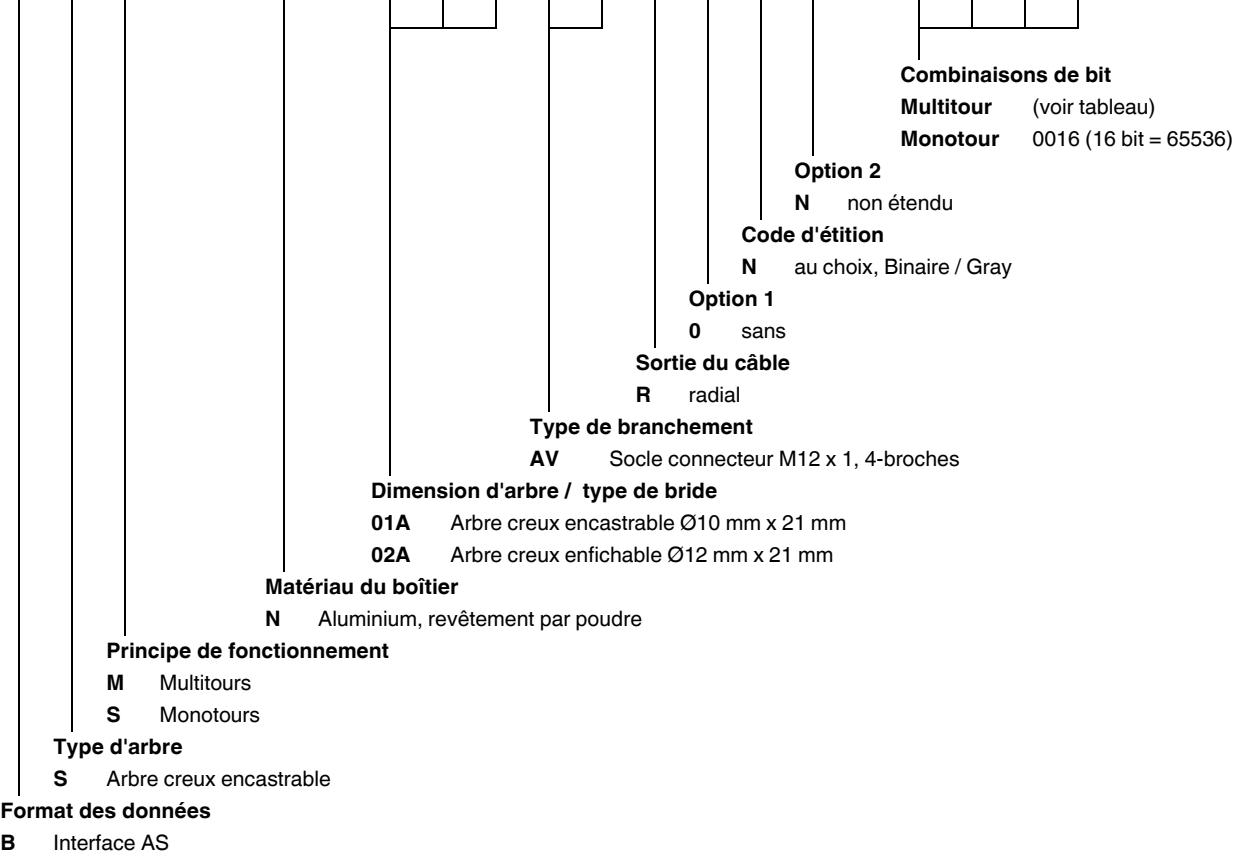 Combinaisons de bit
Multitour (voir tableau)
Monotour 0016 (16 bit = 65536)
Option 2
N non étendu
Code d'étition
N au choix, Binaire / Gray
Option 1
0 sans
Sortie du câble
R radial
Type de branchement
AV Socle connecteur M12 x 1, 4-broches
Dimension d'arbre / type de bride
01A Arbre creux encastrable Ø10 mm x 21 mm
02A Arbre creux enfichable Ø12 mm x 21 mm
Matériau du boîtier
N Aluminium, revêtement par poudre
Principe de fonctionnement
M Multitours
S Monotours
Type d'arbre
S Arbre creux encastrable
Format des données
B Interface AS